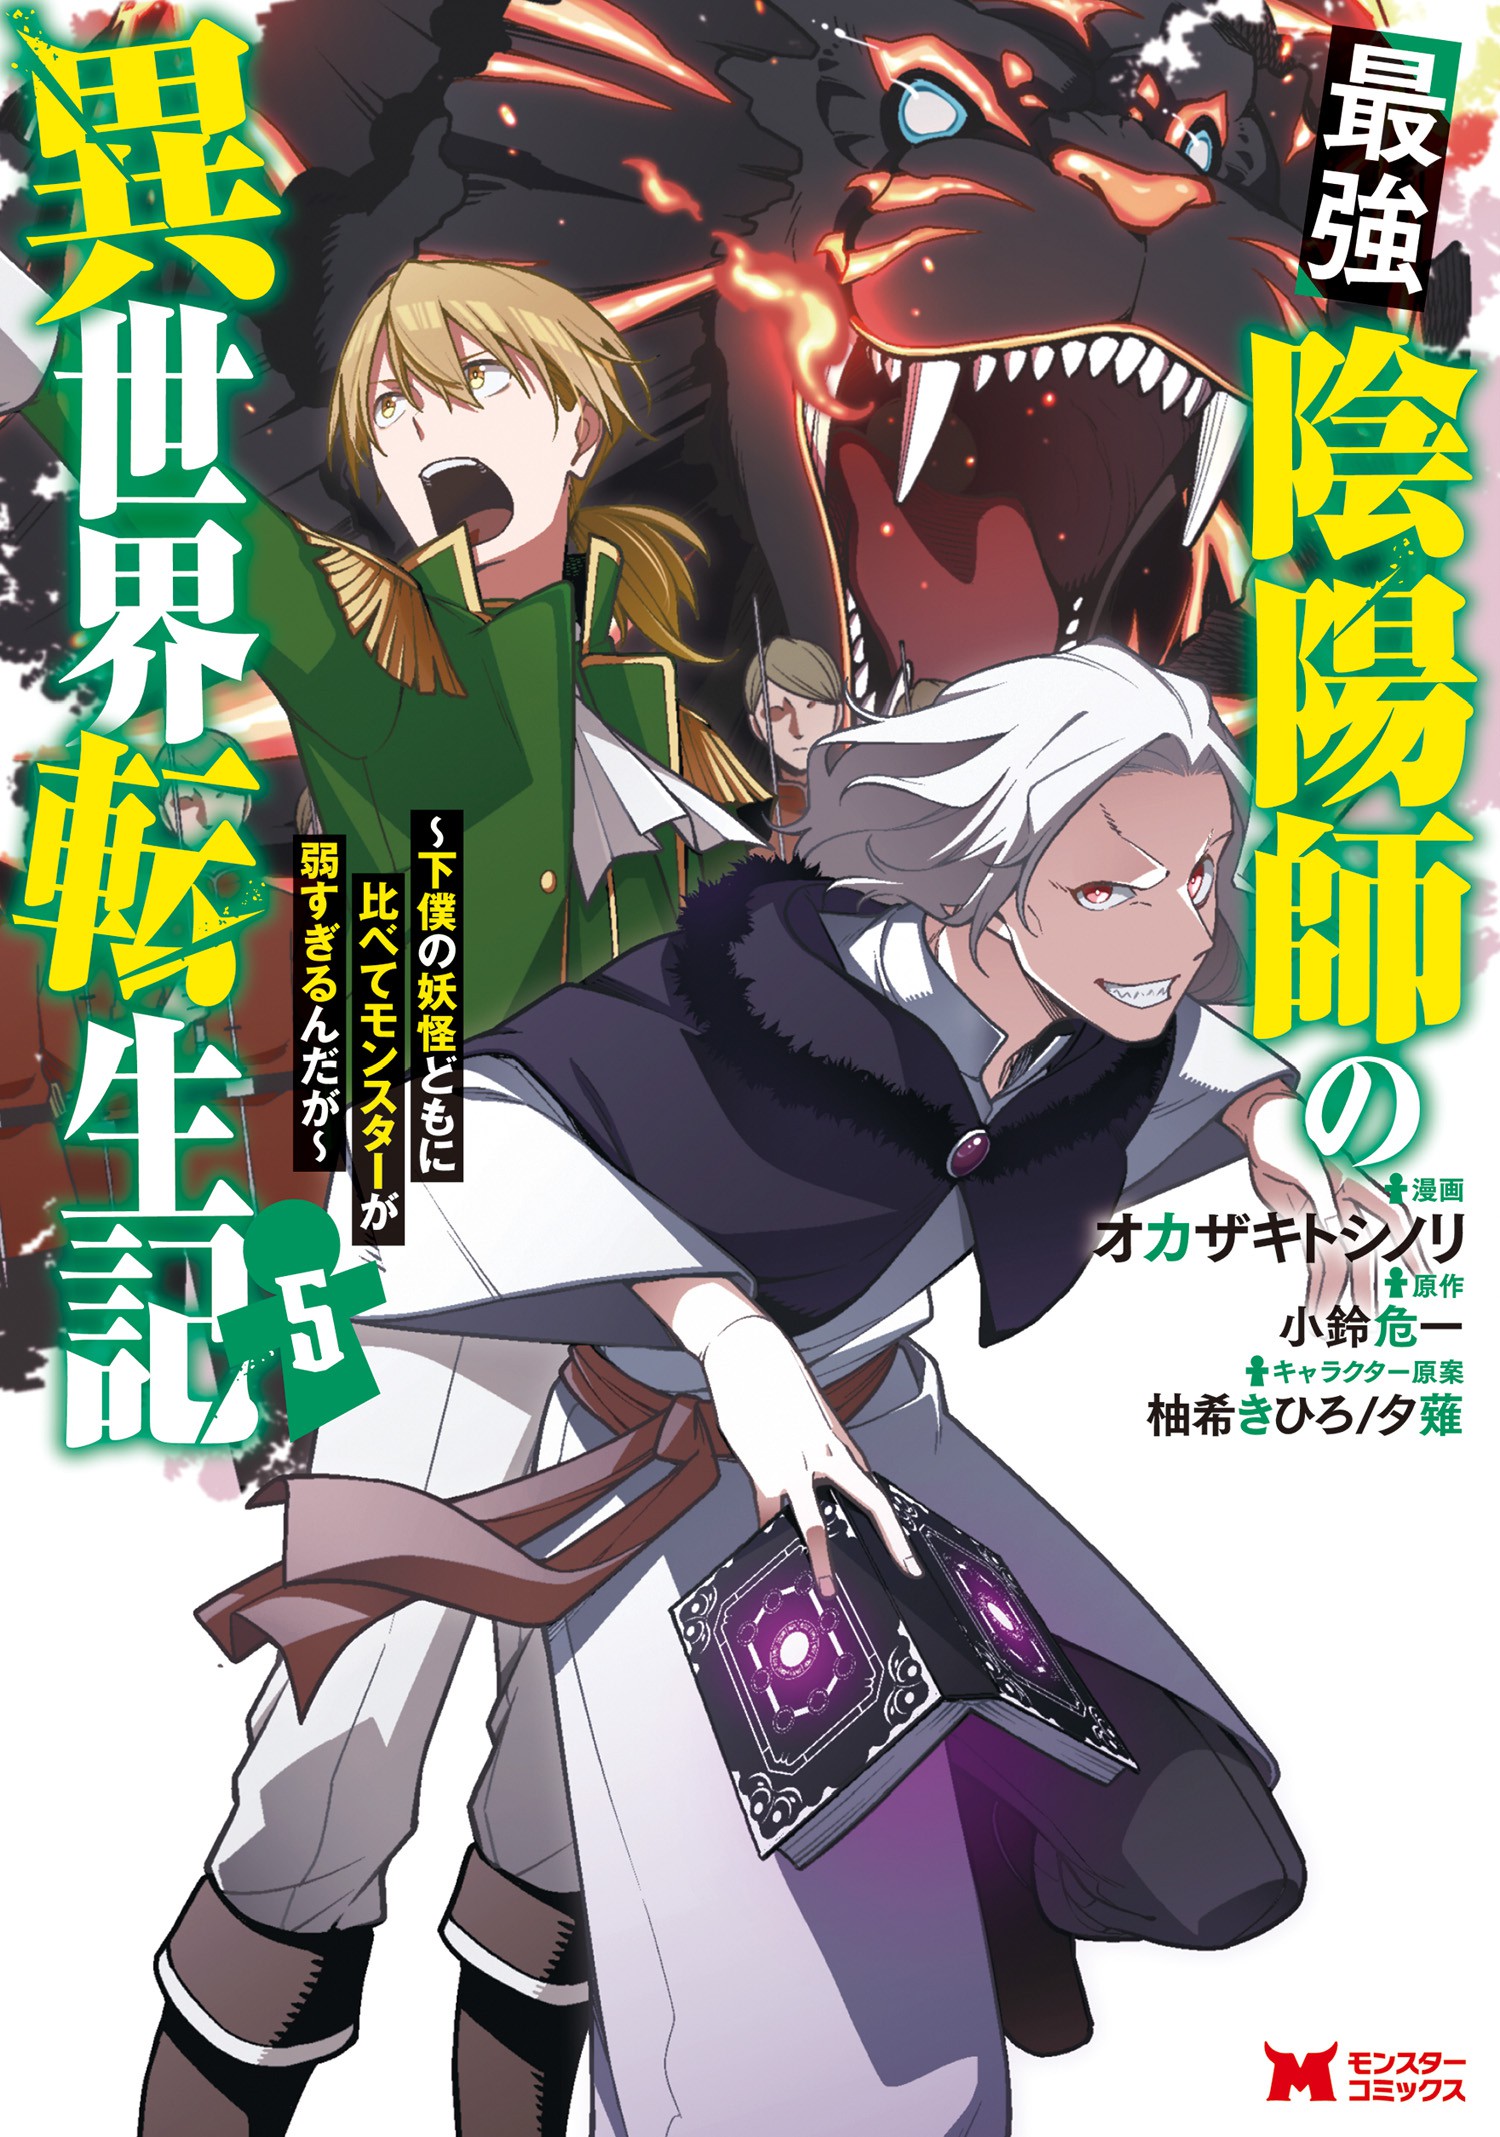 最強
陰陽師の
異世界転生記
～下僕の妖怪どもに
比べてモンスターが
弱すぎるんだが～
5
漫画
オカザキトシノリ
原作
小鈴危一
キャラクター原案
柚希きひろ/夕薙
M
モンスター
コミックス